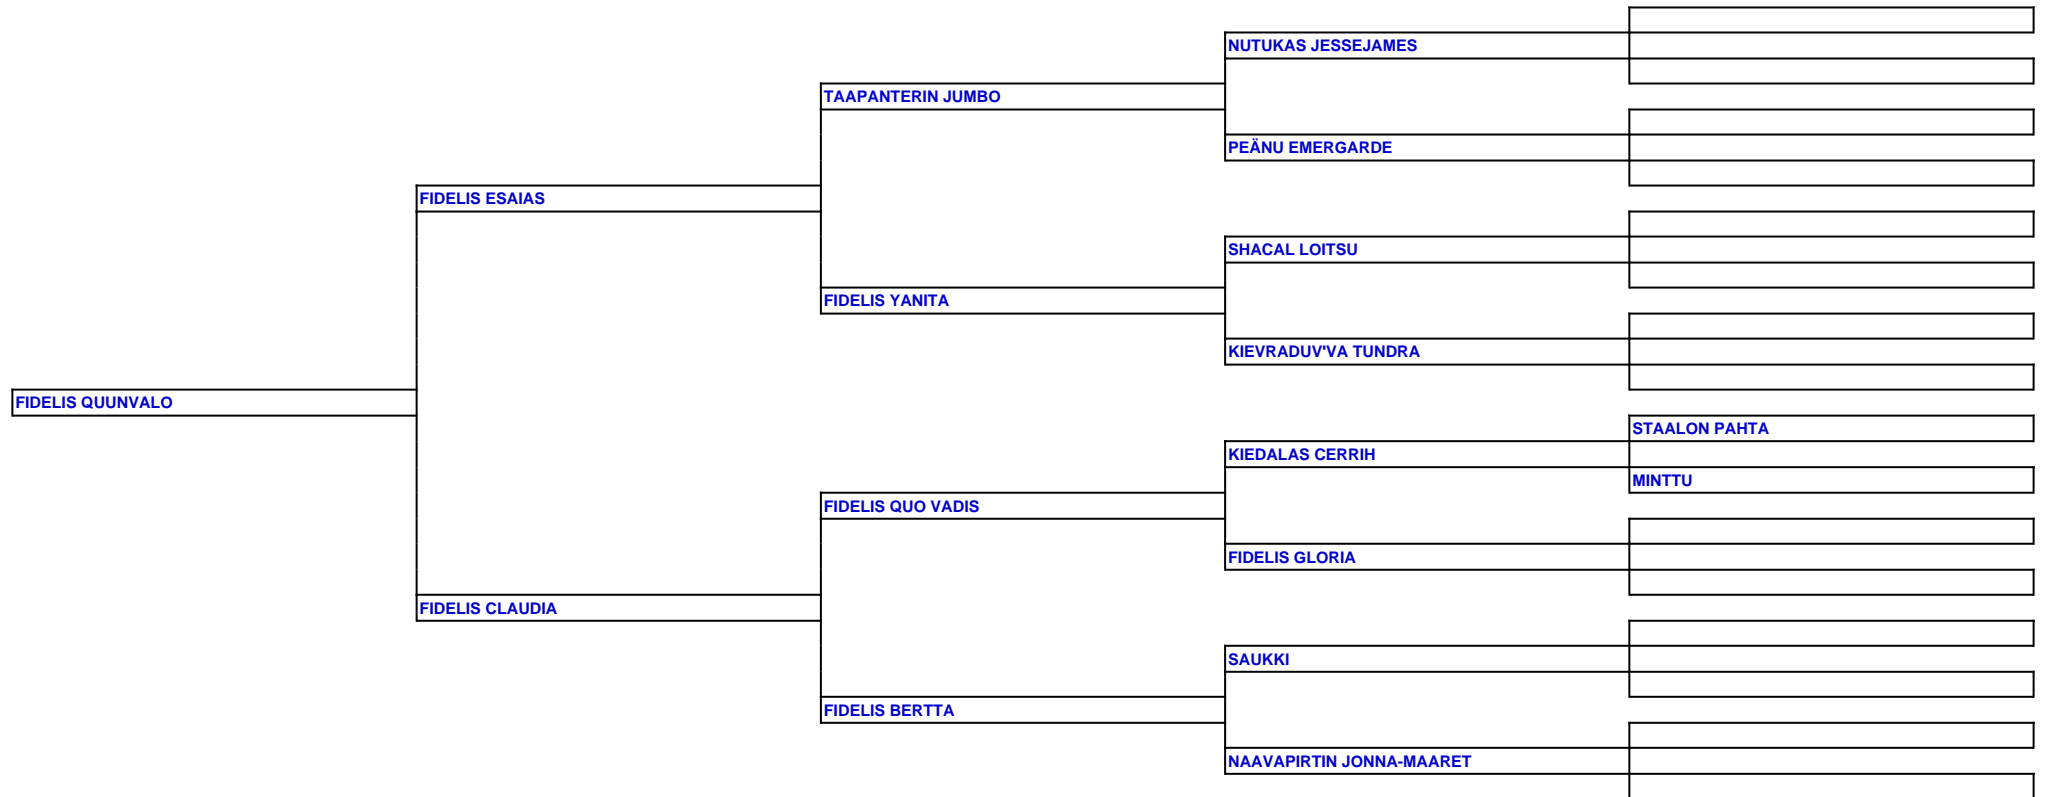 NUTUKAS JESSEJAMES
TAAPANTERIN JUMBO
PEÄNU EMERGARDE
FIDELIS ESAIAS
SHACAL LOITSU
FIDELIS YANITA
KIEVRADUV'VA TUNDRA
FIDELIS QUUNVALO
STAALON PAHTA
KIEDALAS CERRIH
MINTTU
FIDELIS QUO VADIS
FIDELIS GLORIA
FIDELIS CLAUDIA
SAUKKI
FIDELIS BERTTA
NAAVAPIRTIN JONNA-MAARET